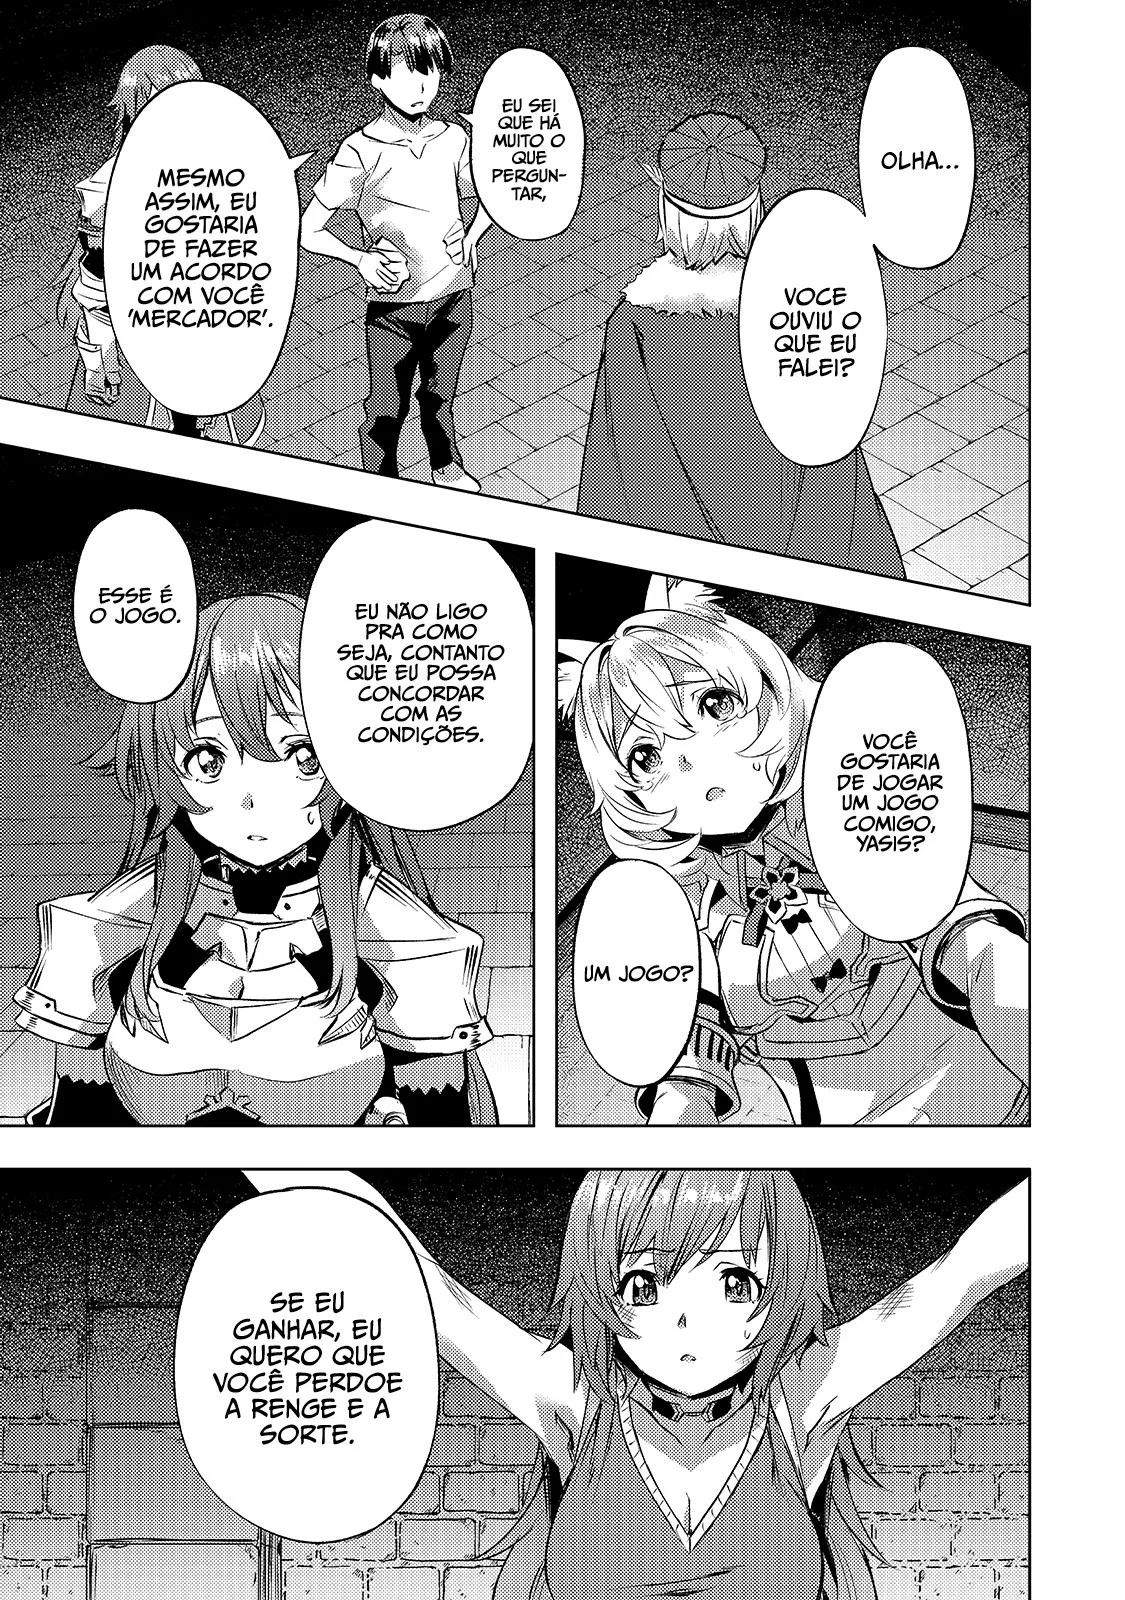 OLHA...
VOCE
OUVIU O
QUE EU
FALEI?
EU SEI
QUE HÁ
MUITO O
QUE
PERGUN-
TAR,
MESMO
ASSIM, EU
GOSTARIA
DE FAZER
UM ACORDO
COM VOCÊ
'MERCADOR'.
VOCÊ
GOSTARIA
DE JOGAR
UM JOGO
COMIGO,
YASIS?
UM JOGO?
EU NÃO LIGO
PRA COMO
SEJA, CONTANTO
QUE EU POSSA
CONCORDAR
COM AS
CONDIÇÕES.
ESSE É
O JOGO.
SE EU
GANHAR, EU
QUERO QUE
VOCÊ PERDOE
A RENGE E A
SORTE.